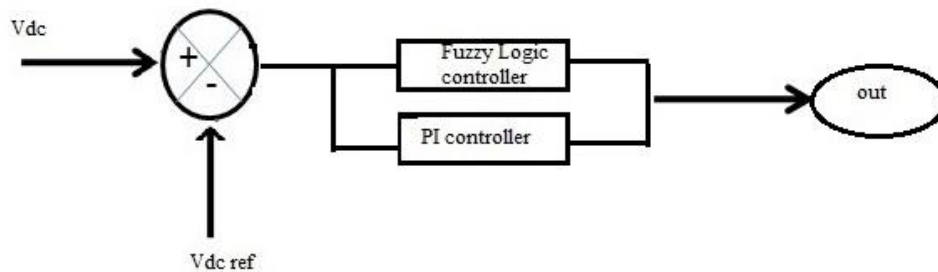 Vdc
+
-
Fuzzy Logic
controller
PI controller
out
Vdc ref